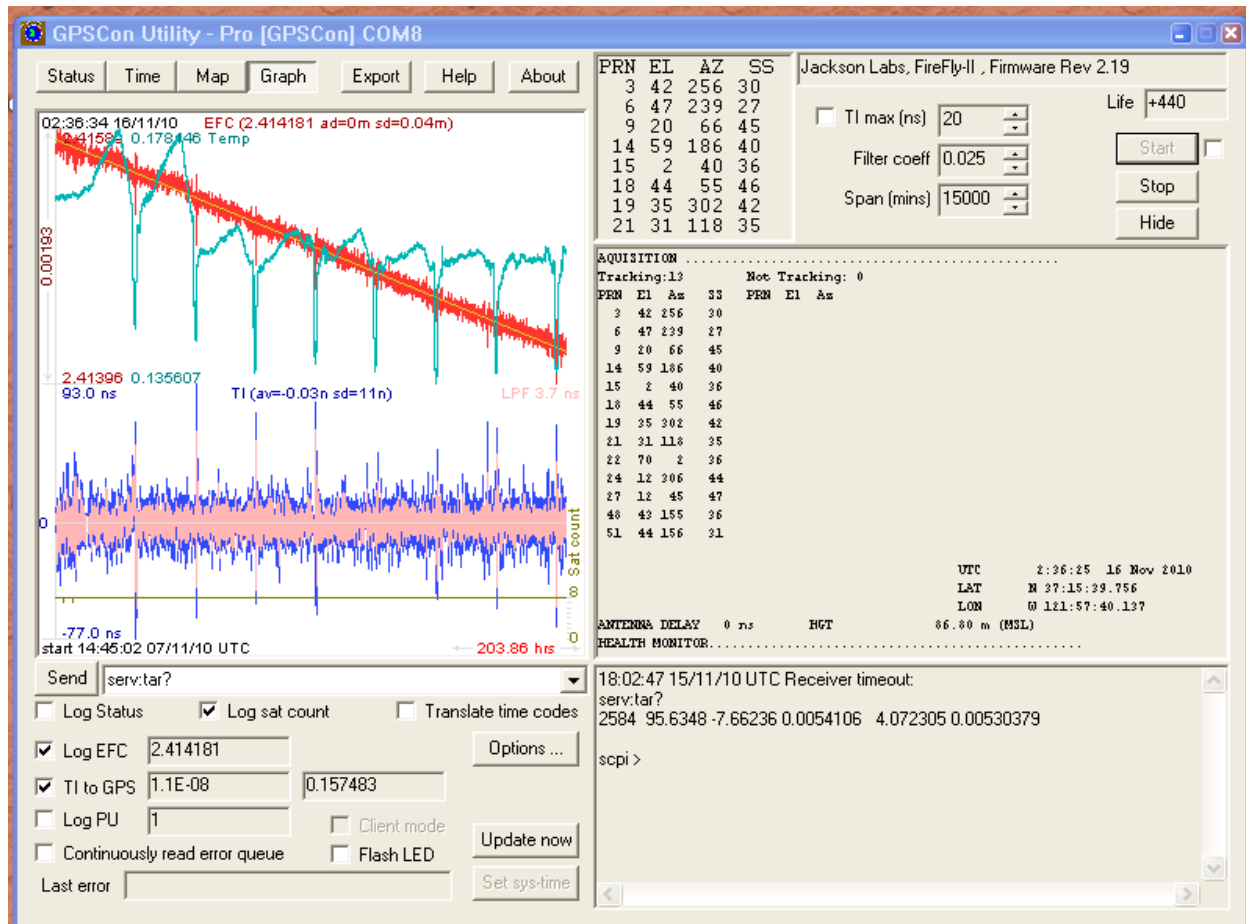 GPSCon Utility - Pro [GPSCon] COM8
Status Time Map Graph Export Help About
02:36:34 16/11/10 EFC (2.414181 ad=0m sd=0.04m)
0.178446 Temp
0.00193
2.41396 0.135607
93.0 ns TI (av=-0.03n sd=11n) LPF 3.7 ns
0
Sat count
8
0
-77.0 ns
start 14:45:02 07/11/10 UTC 203.86 hrs
PRN EL AZ SS
3 42 256 30
6 47 239 27
9 20 66 45
14 59 186 40
15 2 40 36
18 44 55 46
19 35 302 42
21 31 118 35
Jackson Labs, FireFly-II , Firmware Rev 2.19
Life +440
TI max (ns) 20
Filter coeff 0.025
Span (mins) 15000
Start
Stop
Hide
AQUISITION ......................................................
Tracking:13 Not Tracking: 0
PRN El Az SS PRN El Az
3 42 256 30
6 47 239 27
9 20 66 45
14 59 186 40
15 2 40 36
18 44 55 46
19 35 302 42
21 31 118 35
22 70 2 36
24 12 306 44
27 12 45 47
48 43 155 36
51 44 156 31
UTC 2:36:25 16 Nov 2010
LAT N 37:15:39.756
LON W 121:57:40.137
ANTENNA DELAY 0 ns HGT 86.80 m (MSL)
HEALTH MONITOR......................................................
Send serv:tar?
Log Status Log sat count Translate time codes
Log EFC 2.414181 Options ...
TI to GPS 1.1E-08 0.157483
Log PU 1 Client mode
Update now
Continuously read error queue Flash LED
Last error Set sys-time
18:02:47 15/11/10 UTC Receiver timeout:
serv:tar?
2584 95.6348 -7.66236 0.0054106 4.072305 0.00530379
scpi >